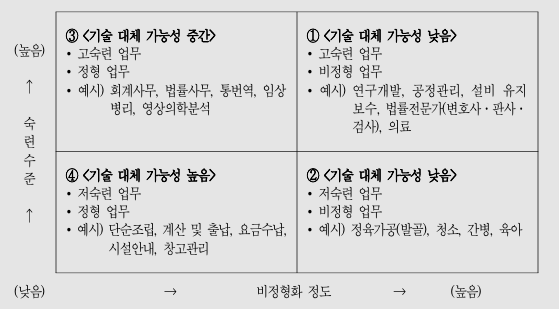 (높음)
↑
숙
련
수
준
↑
(낮음)
③ <기술 대체 가능성 중간>
• 고숙련 업무
• 정형 업무
• 예시) 회계사무, 법률사무, 통번역, 임상
병리, 영상의학분석
① <기술 대체 가능성 낮음>
• 고숙련 업무
• 비정형 업무
• 예시) 연구개발, 공정관리, 설비 유지
보수, 법률전문가(변호사·판사·
검사), 의료
④ <기술 대체 가능성 높음>
• 저숙련 업무
• 정형 업무
• 예시) 단순조립, 계산 및 출납, 요금수납,
시설안내, 창고관리
② <기술 대체 가능성 낮음>
• 저숙련 업무
• 비정형 업무
• 예시) 정육가공(발골), 청소, 간병, 육아
→ 비정형화 정도 → (높음)